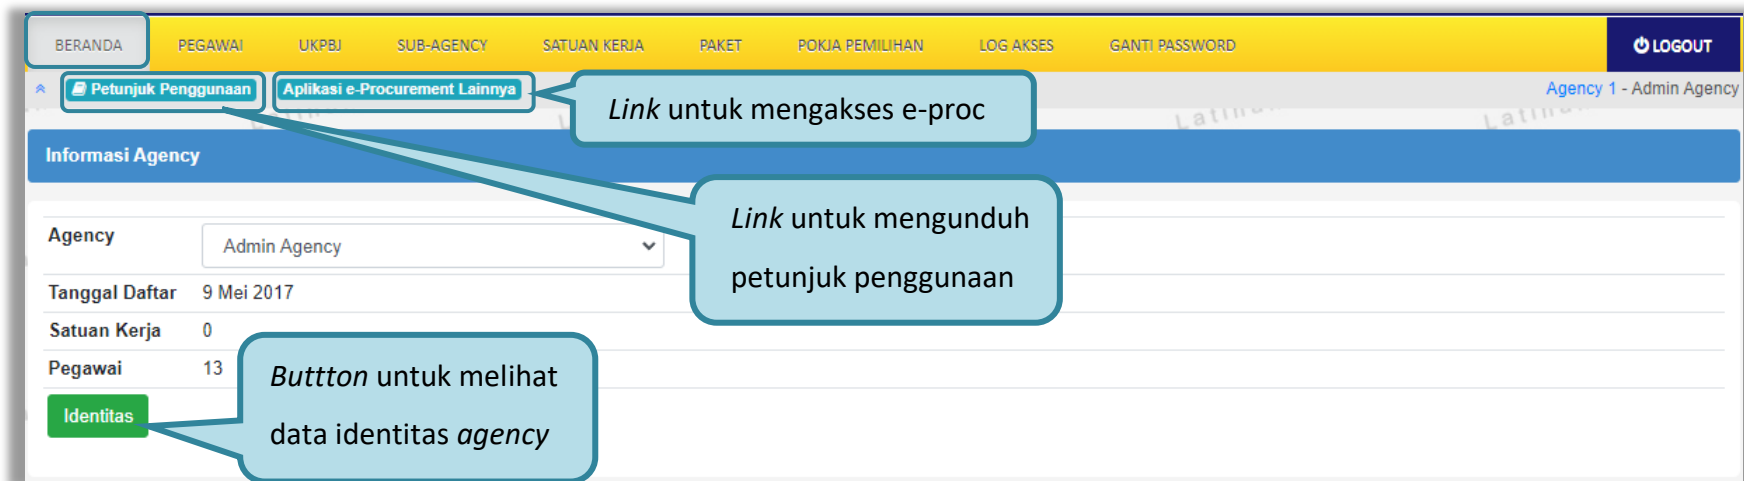 BERANDA PEGAWAI UKPBJ SUB-AGENCY SATUAN KERJA PAKET POKJA PEMILIHAN LOG AKSES GANTI PASSWORD LOGOUT
Petunjuk Penggunaan Aplikasi e-Procurement Lainnya Agency 1 - Admin Agency
Link untuk mengakses e-proc
Informasi Agency
Link untuk mengunduh
petunjuk penggunaan
Agency Admin Agency
Tanggal Daftar 9 Mei 2017
Satuan Kerja 0
Pegawai 13
Buttton untuk melihat
data identitas agency
Identitas